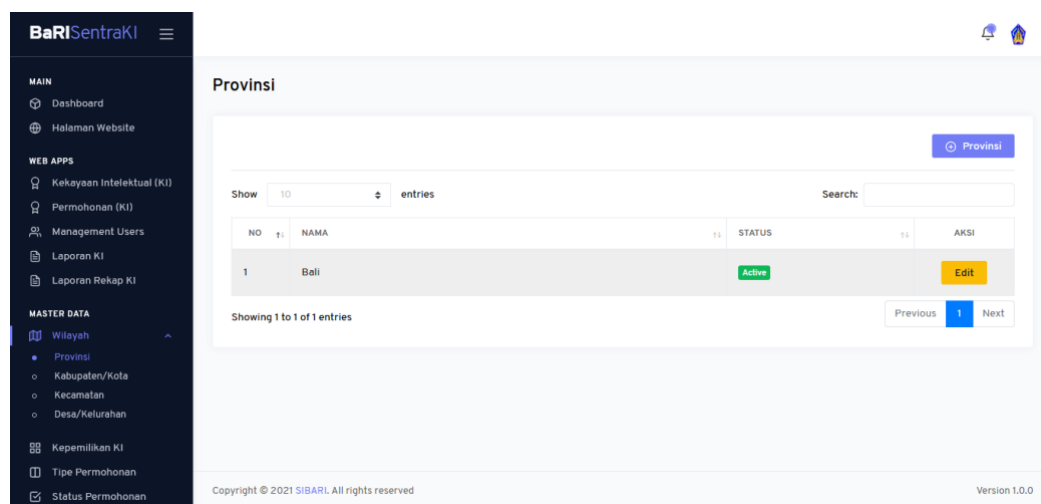 BaRISentraKI
MAIN
Dashboard
Halaman Website
WEB APPS
Kekayaan Intelektual (KI)
Permohonan (KI)
Management Users
Laporan KI
Laporan Rekap KI
MASTER DATA
Wilayah
Provinsi
Kabupaten/Kota
Kecamatan
Desa/Kelurahan
Kepemilikan KI
Tipe Permohonan
Status Permohonan
Provinsi
Provinsi
Show 10 entries Search:
NO NAMA STATUS AKSI
1 Bali Active Edit
Showing 1 to 1 of 1 entries Previous 1 Next
Copyright © 2021 SIBARI. All rights reserved Version 1.0.0